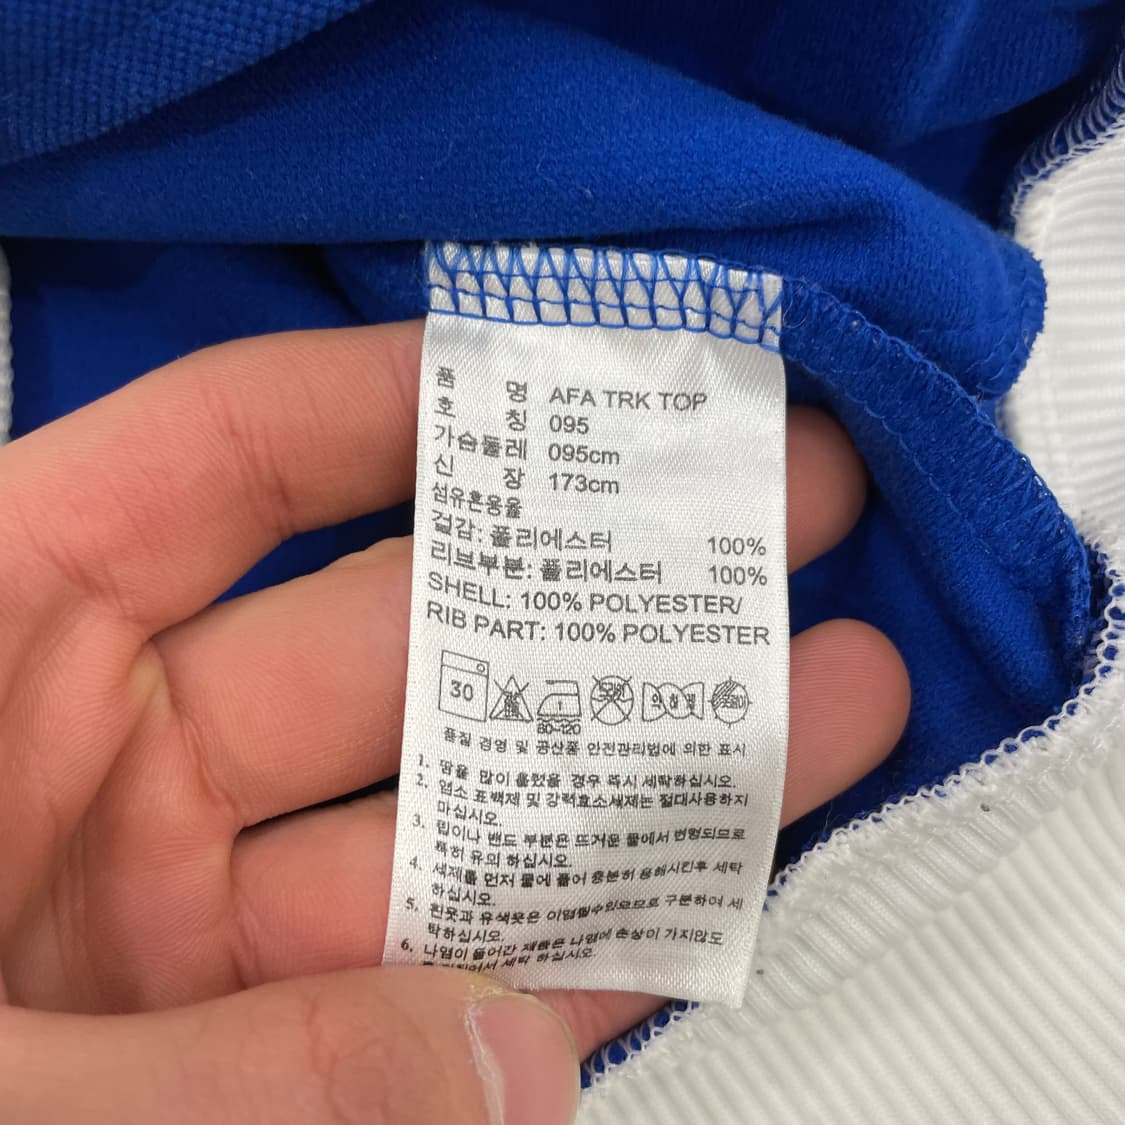 품 명 AFA TRK TOP
호 칭 095
가슴둘레 095cm
신 장 173cm
섬유혼용율
겉감: 폴리에스터 100%
리브부분: 폴리에스터 100%
SHELL: 100% POLYESTER/
RIB PART: 100% POLYESTER
30
80-120
품질 경영 및 공산품 안전관리법에 의한 표시
1. 땀을 많이 흘렸을 경우 즉시 세탁하십시오.
2. 염소 표백제 및 강력효소세제는 절대사용하지
마십시오.
3. 립이나 밴드 부분은 뜨거운 물에서 변형되므로
특히 유의 하십시오.
4. 세제를 먼저 물에 풀어 충분히 용해시킨후 세탁
하십시오.
5. 흰옷과 유색옷은 이염될수있으므로 구분하여 세
탁하십시오.
6. 나염이 들어간 제품은 나염에 손상이 가지않도
세탁 하십시오.